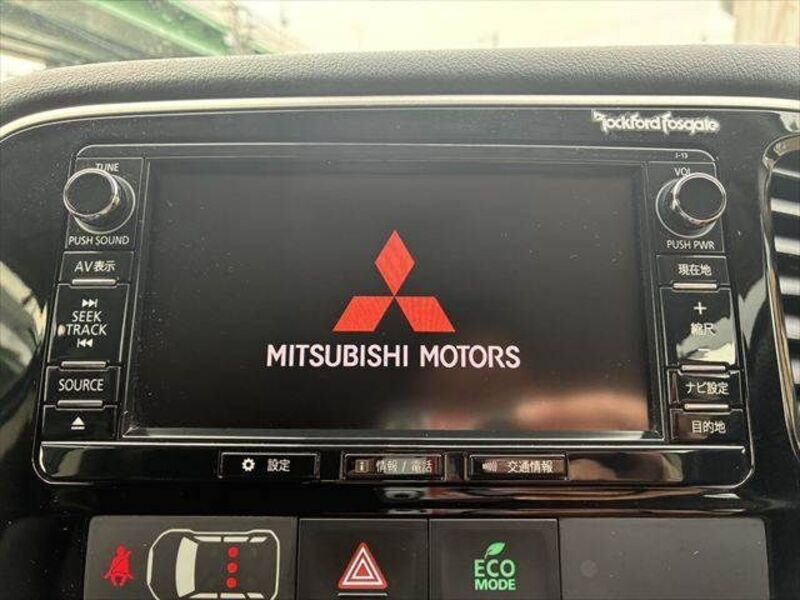 Rockford Fosgate
J-13
TUNE
PUSH SOUND
AV表示
SEEK
TRACK
SOURCE
MITSUBISHI MOTORS
VOL
PUSH PWR
現在地
+
縮尺
ナビ設定
目的地
設定
情報 / 電話
交通情報
ECO
MODE